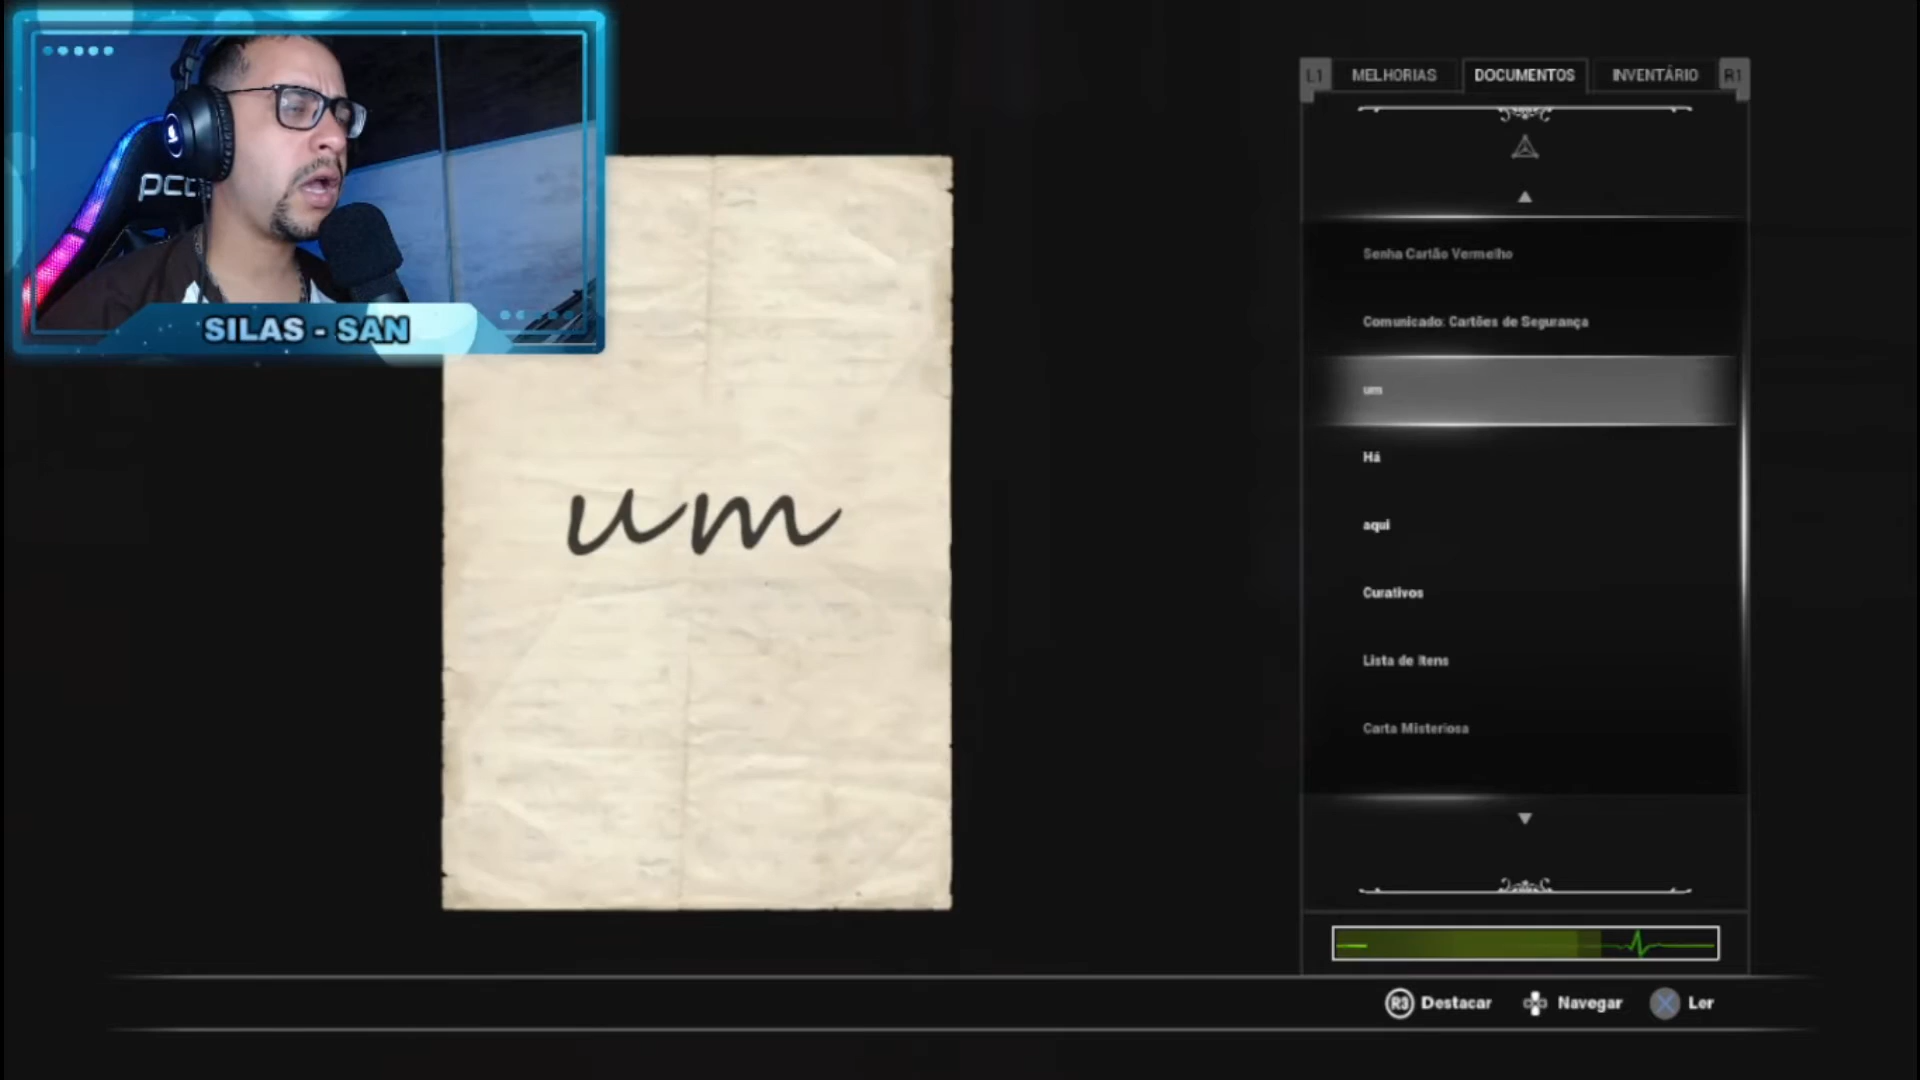 pcc
SILAS - SAN
um
L1 MELHORIAS DOCUMENTOS INVENTÁRIO R1
Senha Cartão Vermelho
Comunicado: Cartões de Segurança
um
Há
aqui
Curativos
Lista de Itens
Carta Misteriosa
R3 Destacar Navegar Ler